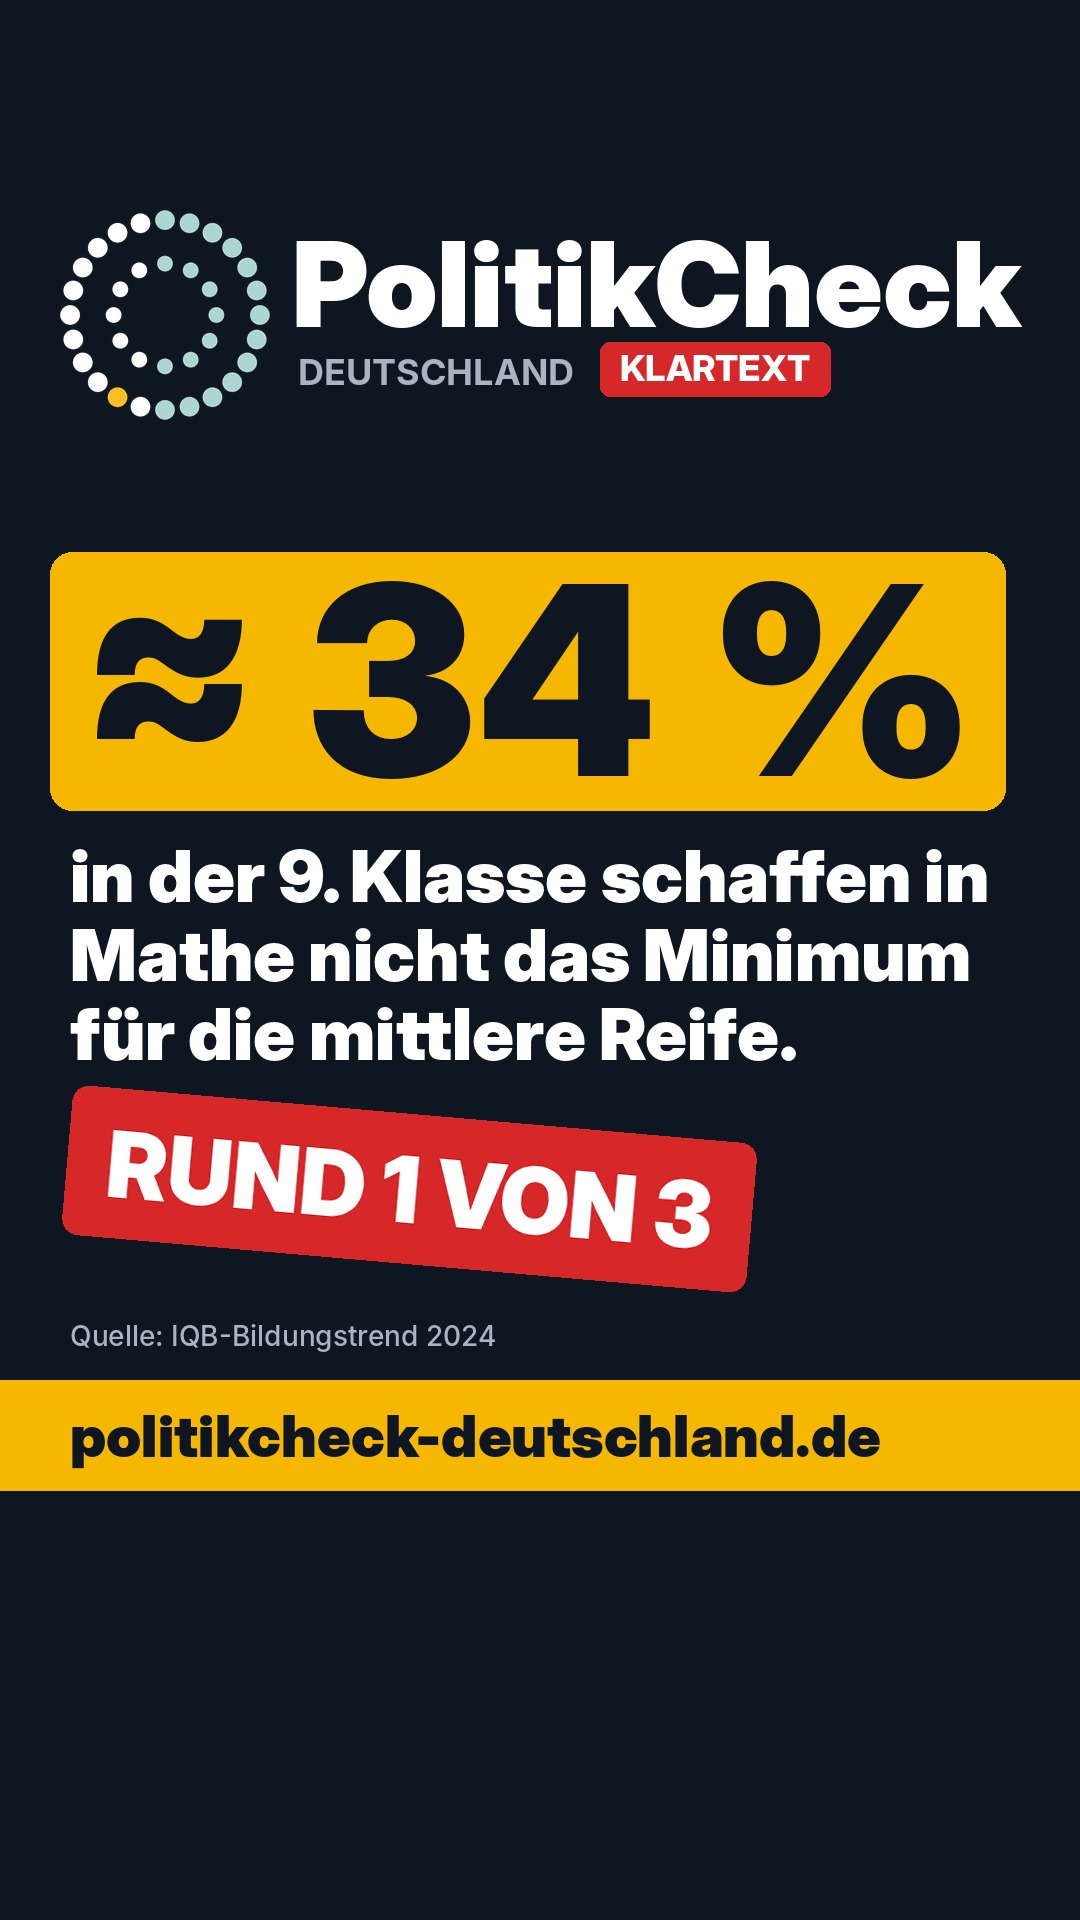 PolitikCheck
DEUTSCHLAND KLARTEXT
≈ 34 %
in der 9. Klasse schaffen in
Mathe nicht das Minimum
für die mittlere Reife.
RUND 1 VON 3
Quelle: IQB-Bildungstrend 2024
politikcheck-deutschland.de